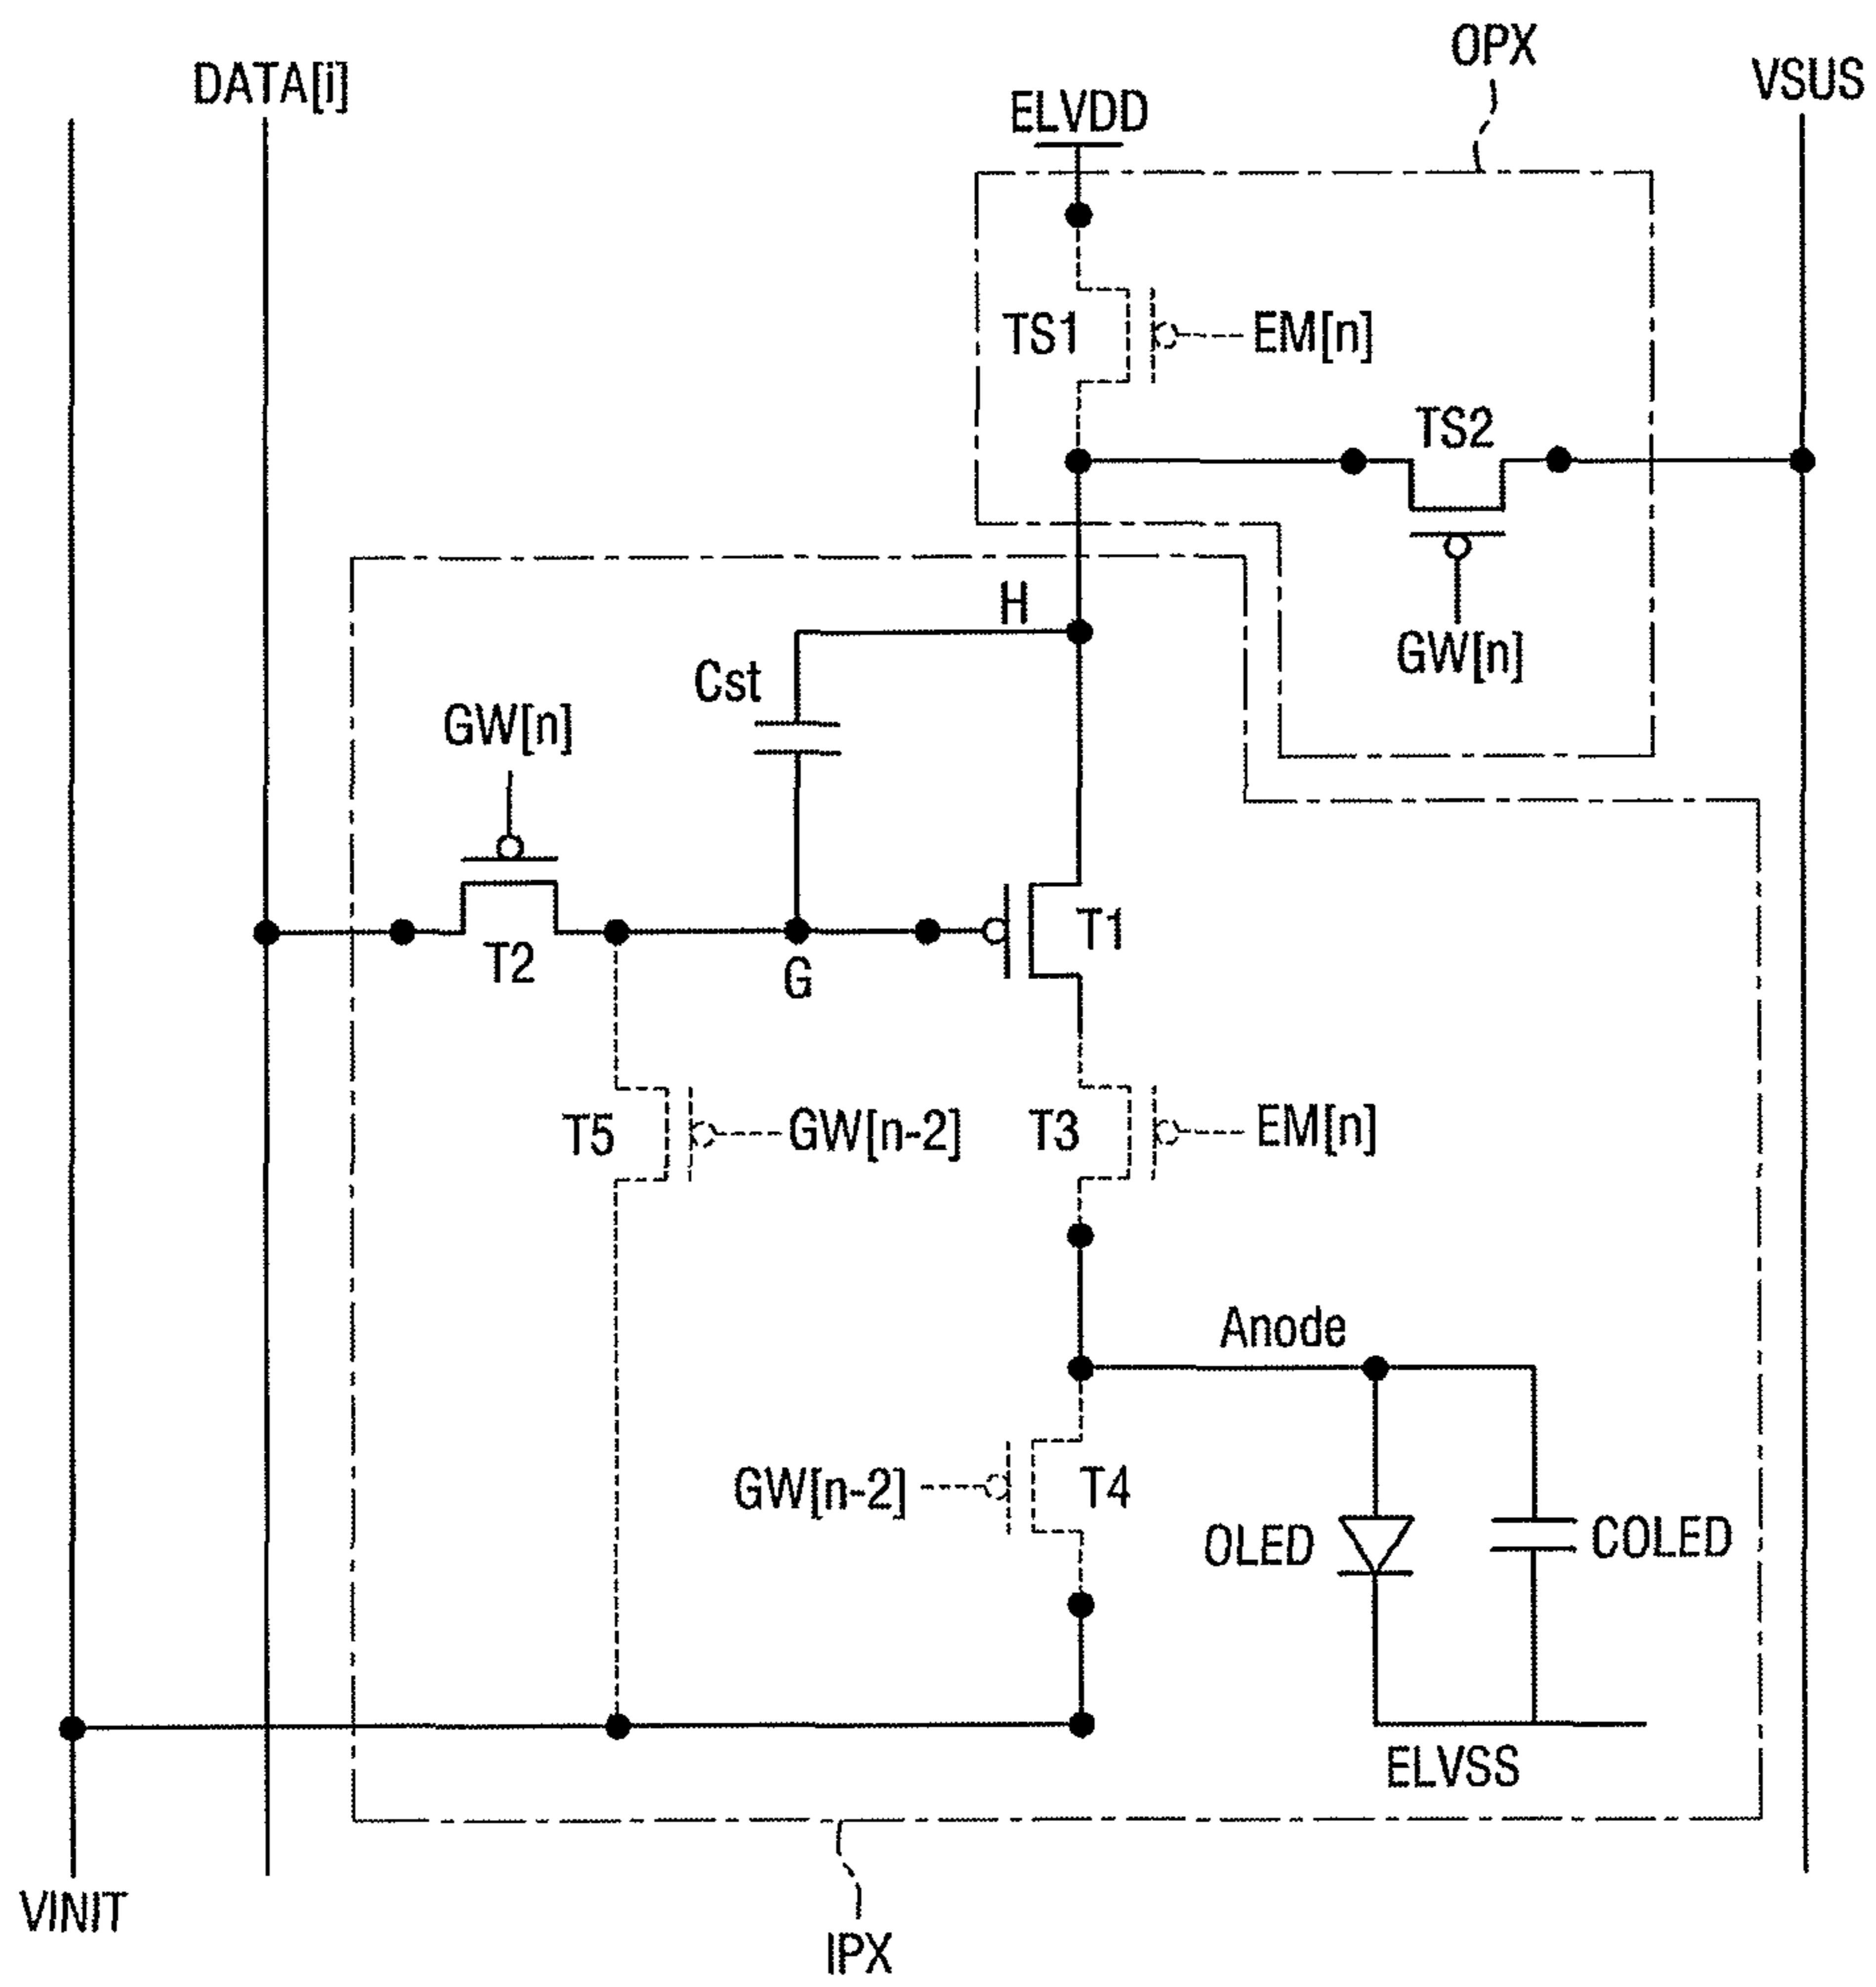 OPX
DATA[i]
VSUS
ELVDD
TS1
EM[n]
TS2
H
GW[n]
Cst
GW[n]
T1
T2
G
T5
GW[n-2]
T3
EM[n]
Anode
GW[n-2]
T4
OLED
COLED
ELVSS
VINIT
IPX